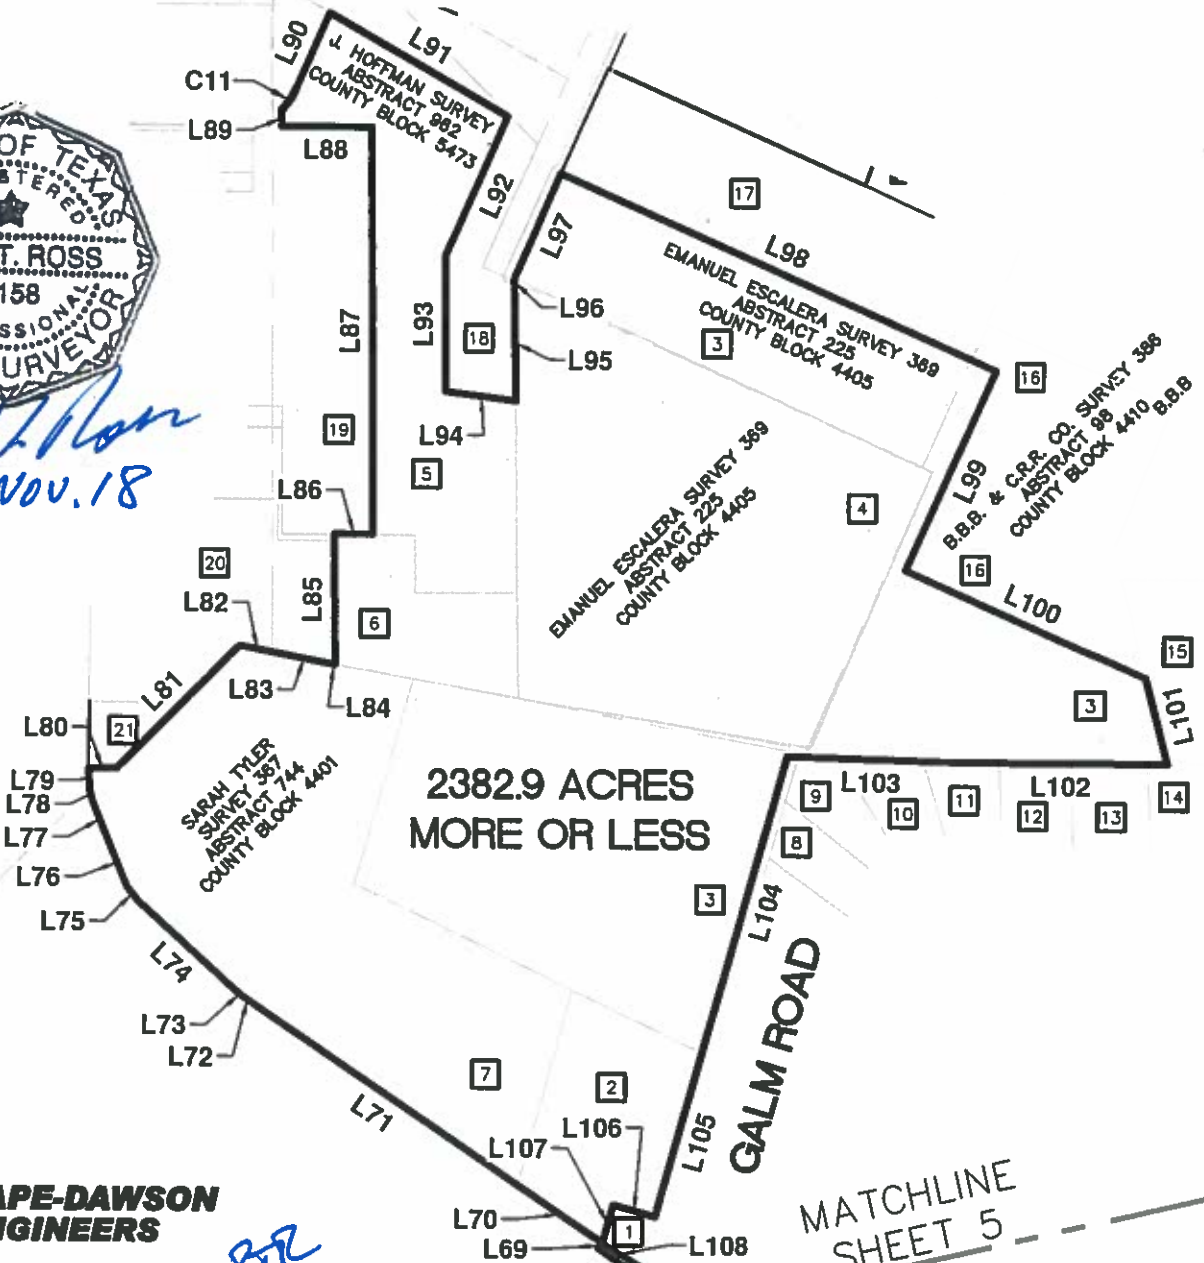 L90
L91
J. HOFFMAN SURVEY
ABSTRACT 982
COUNTY BLOCK 5473
C11
L89
L88
OF TEXAS
T. ROSS
158
SURVEYOR
NOV. 18
L92
L97
17
L98
EMANUEL ESCALERA SURVEY 369
ABSTRACT 225
COUNTY BLOCK 4405
L87
L93
18
L96
3
L95
16
B.B.B. & C.R.R. CO. SURVEY 386
ABSTRACT 98
COUNTY BLOCK 4410
B.B.B
19
L94
5
L86
EMANUEL ESCALERA SURVEY 369
ABSTRACT 225
COUNTY BLOCK 4405
4
L99
20
16
L82
L85
6
L100
15
L81
L83
L84
L80
21
3
L101
L79
L78
L77
L76
L75
SARAH TYLER
SURVEY 367
ABSTRACT 744
COUNTY BLOCK 4401
2382.9 ACRES
MORE OR LESS
L103
L102
9
10
11
12
13
14
8
3
L104
L74
L73
L72
GALM ROAD
7
2
L71
L106
L107
L105
L70
L69
1
L108
APE-DAWSON
NGINEERS
MATCHLINE
SHEET 5